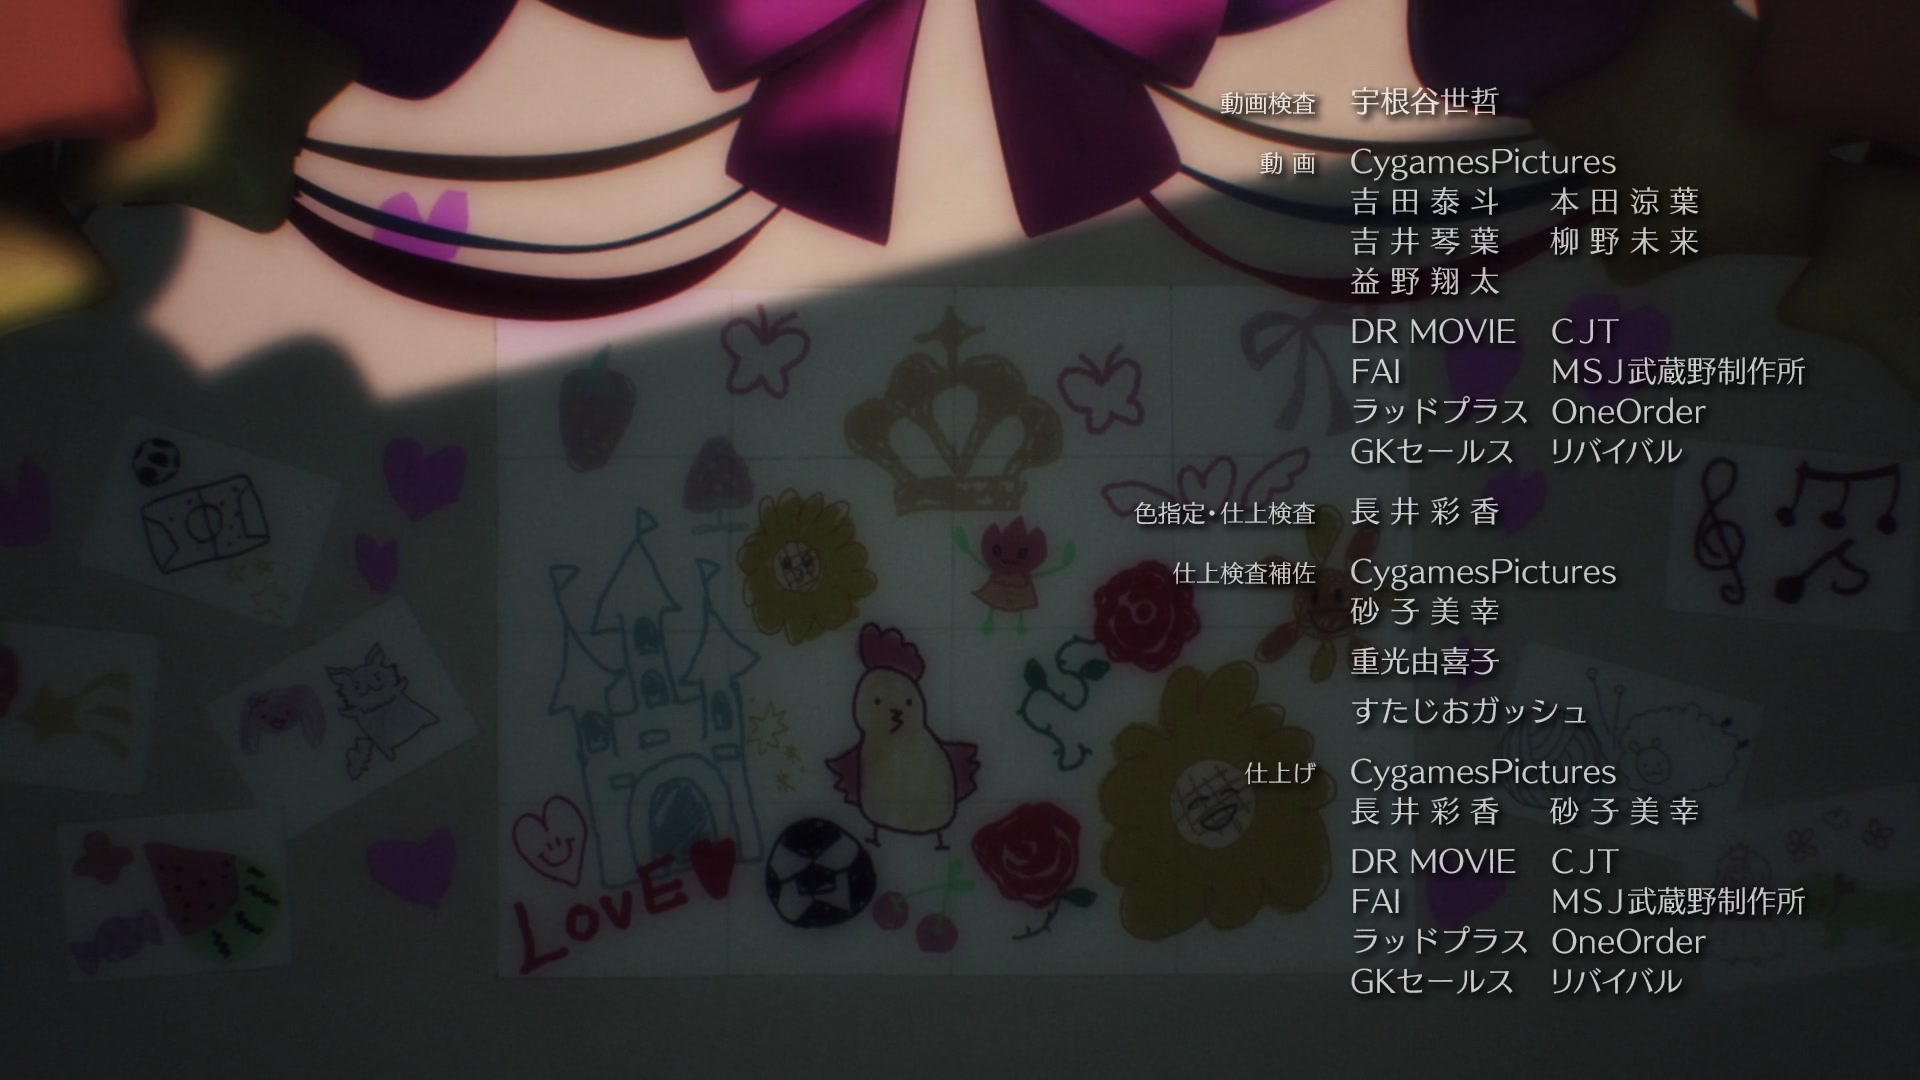 動画検査 宇根谷世哲
動画 CygamesPictures
吉田泰斗 本田涼葉
吉井琴葉 柳野未来
益野翔太
DR MOVIE CJT
FAI MSJ武蔵野制作所
ラッドプラス OneOrder
GKセールス リバイバル
色指定・仕上検査 長井彩香
仕上検査補佐 CygamesPictures
砂子美幸
重光由喜子
すたじおガッシュ
仕上げ CygamesPictures
長井彩香 砂子美幸
DR MOVIE CJT
FAI MSJ武蔵野制作所
ラッドプラス OneOrder
GKセールス リバイバル
LOVE